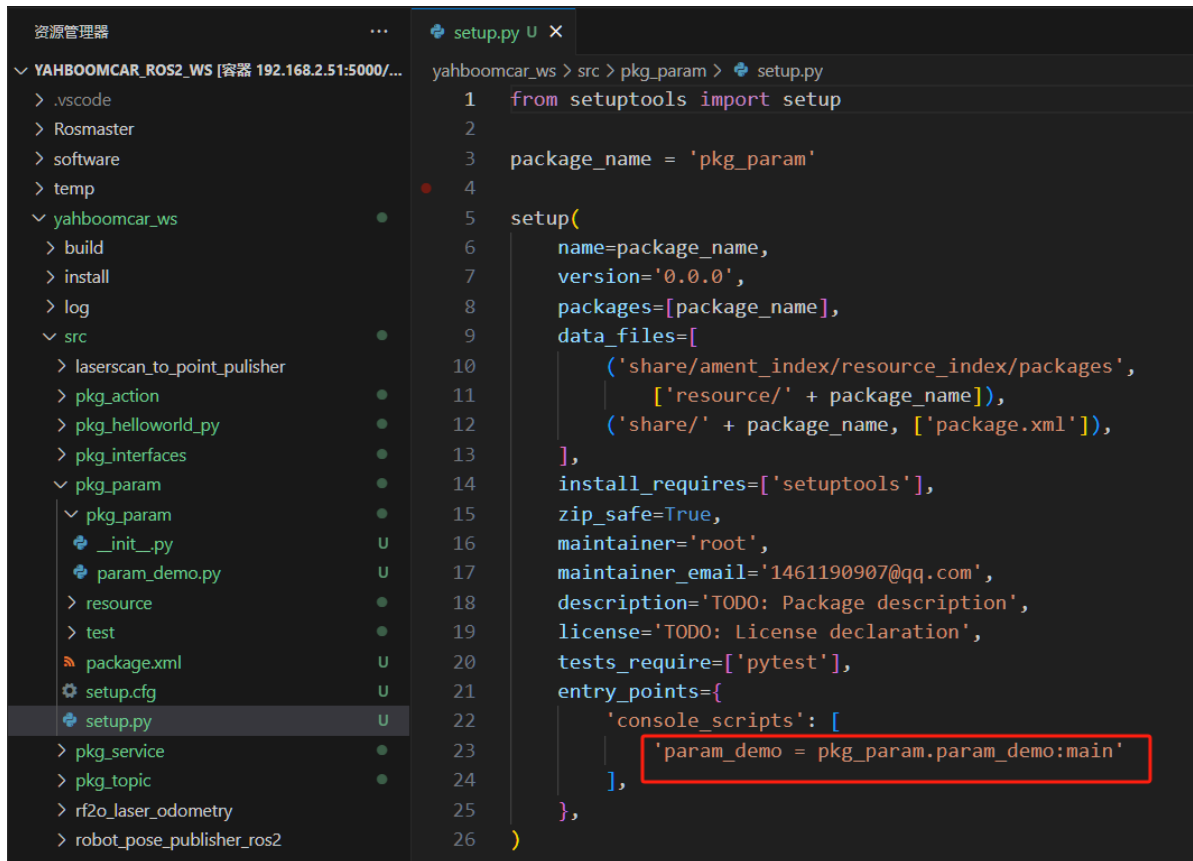 资源管理器
YAHBOOMCAR_ROS2_WS [容器 192.168.2.51:5000/...
.vscode
Rosmaster
software
temp
yahboomcar_ws
build
install
log
src
laserscan_to_point_pulisher
pkg_action
pkg_helloworld_py
pkg_interfaces
pkg_param
pkg_param
__init__.py U
param_demo.py U
resource
test
package.xml U
setup.cfg U
setup.py U
pkg_service
pkg_topic
rf2o_laser_odometry
robot_pose_publisher_ros2
setup.py U
yahboomcar_ws > src > pkg_param > setup.py
1 from setuptools import setup
2
3 package_name = 'pkg_param'
4
5 setup(
6     name=package_name,
7     version='0.0.0',
8     packages=[package_name],
9     data_files=[
10         ('share/ament_index/resource_index/packages',
11             ['resource/' + package_name]),
12         ('share/' + package_name, ['package.xml']),
13     ],
14     install_requires=['setuptools'],
15     zip_safe=True,
16     maintainer='root',
17     maintainer_email='1461190907@qq.com',
18     description='TODO: Package description',
19     license='TODO: License declaration',
20     tests_require=['pytest'],
21     entry_points={
22         'console_scripts': [
23             'param_demo = pkg_param.param_demo:main'
24         ],
25     },
26 )